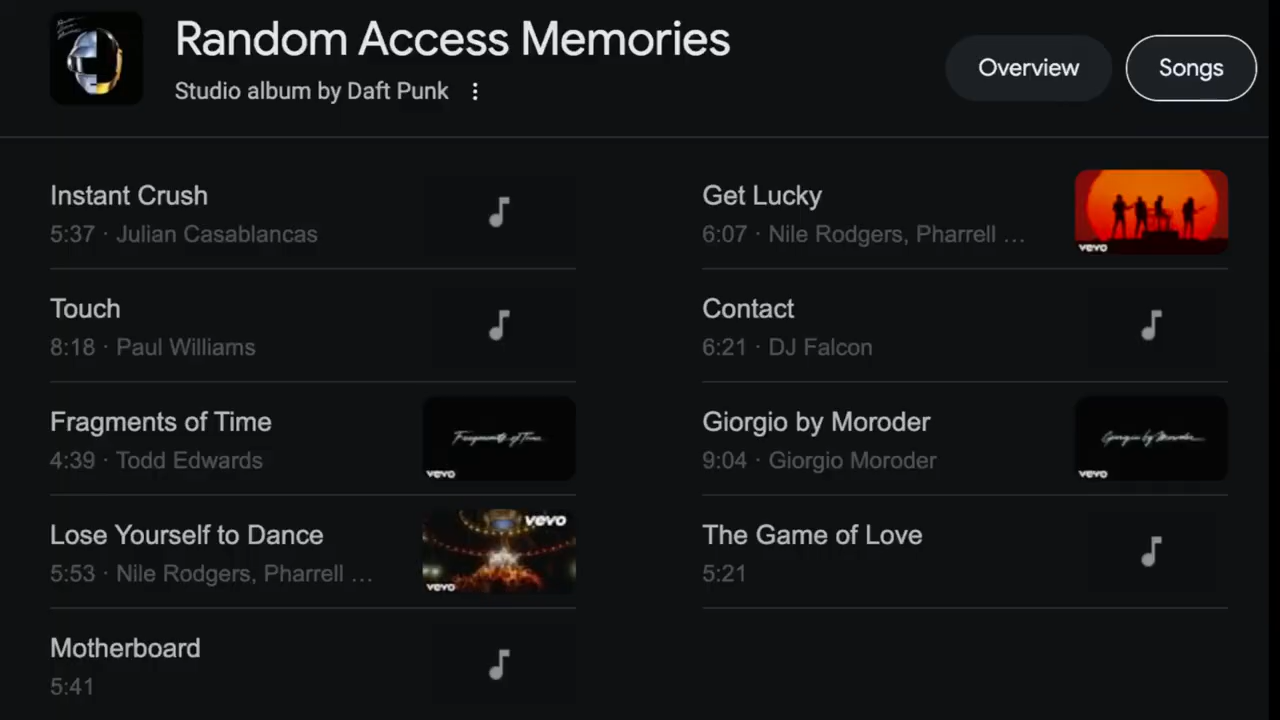 Random Access Memories
Studio album by Daft Punk
Overview
Songs
Instant Crush
5:37 · Julian Casablancas
Get Lucky
6:07 · Nile Rodgers, Pharrell ...
vevo
Touch
8:18 · Paul Williams
Contact
6:21 · DJ Falcon
Fragments of Time
4:39 · Todd Edwards
Fragments of Time
vevo
Giorgio by Moroder
9:04 · Giorgio Moroder
Giorgio by Moroder
vevo
Lose Yourself to Dance
5:53 · Nile Rodgers, Pharrell ...
vevo
vevo
The Game of Love
5:21
Motherboard
5:41